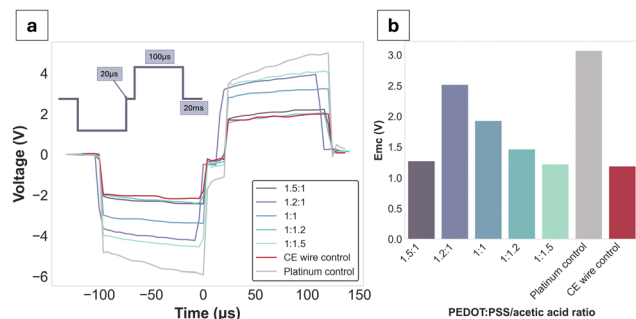 a
100µs
20µs
20ms
Voltage (V)
4
2
0
−2
−4
−6
−100
−50
0
50
100
150
Time (µs)
1.5:1
1.2:1
1:1
1:1.2
1:1.5
CE wire control
Platinum control
b
Emc (V)
3.0
2.5
2.0
1.5
1.0
0.5
0.0
1.5:1
1.2:1
1:1
1:1.2
1:1.5
Platinum control
CE wire control
PEDOT:PSS/acetic acid ratio